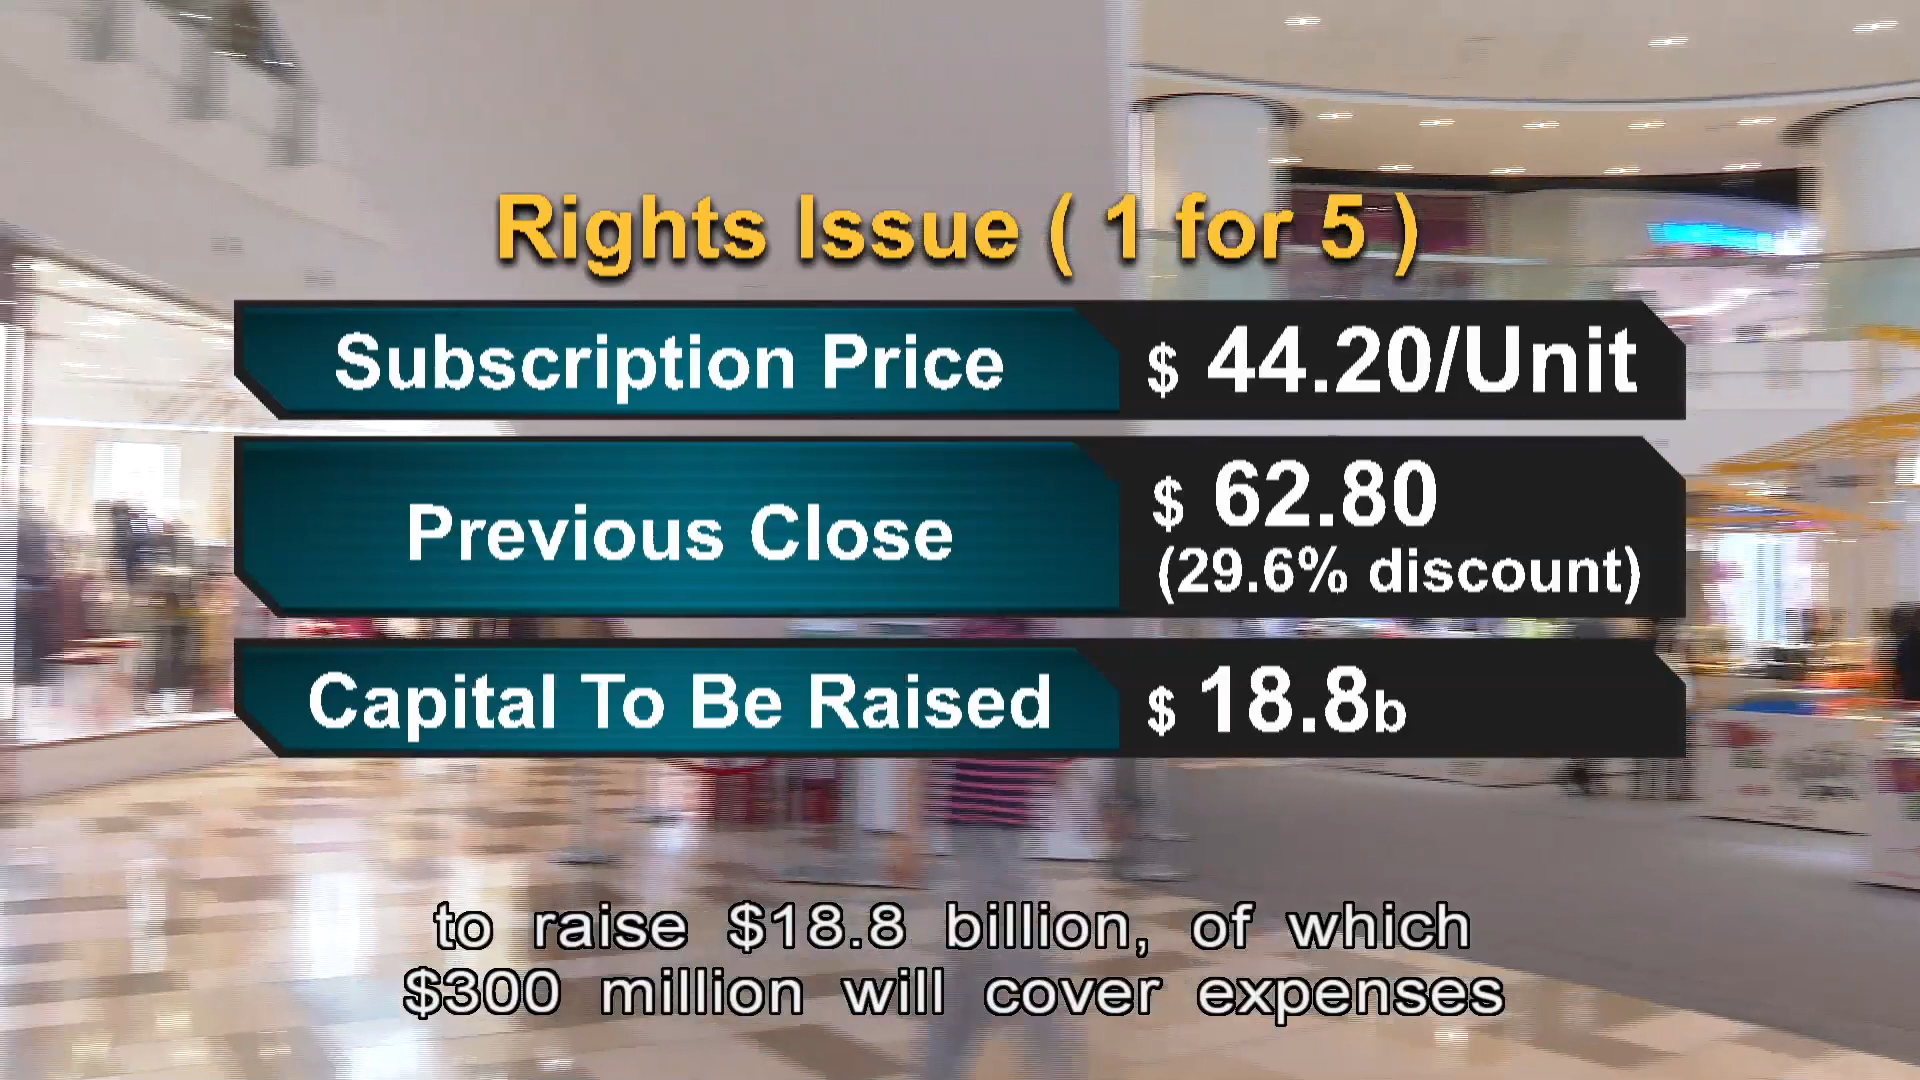 Rights Issue ( 1 for 5 )
Subscription Price $ 44.20/Unit
Previous Close $ 62.80
(29.6% discount)
Capital To Be Raised $ 18.8b
to raise $18.8 billion, of which
$300 million will cover expenses